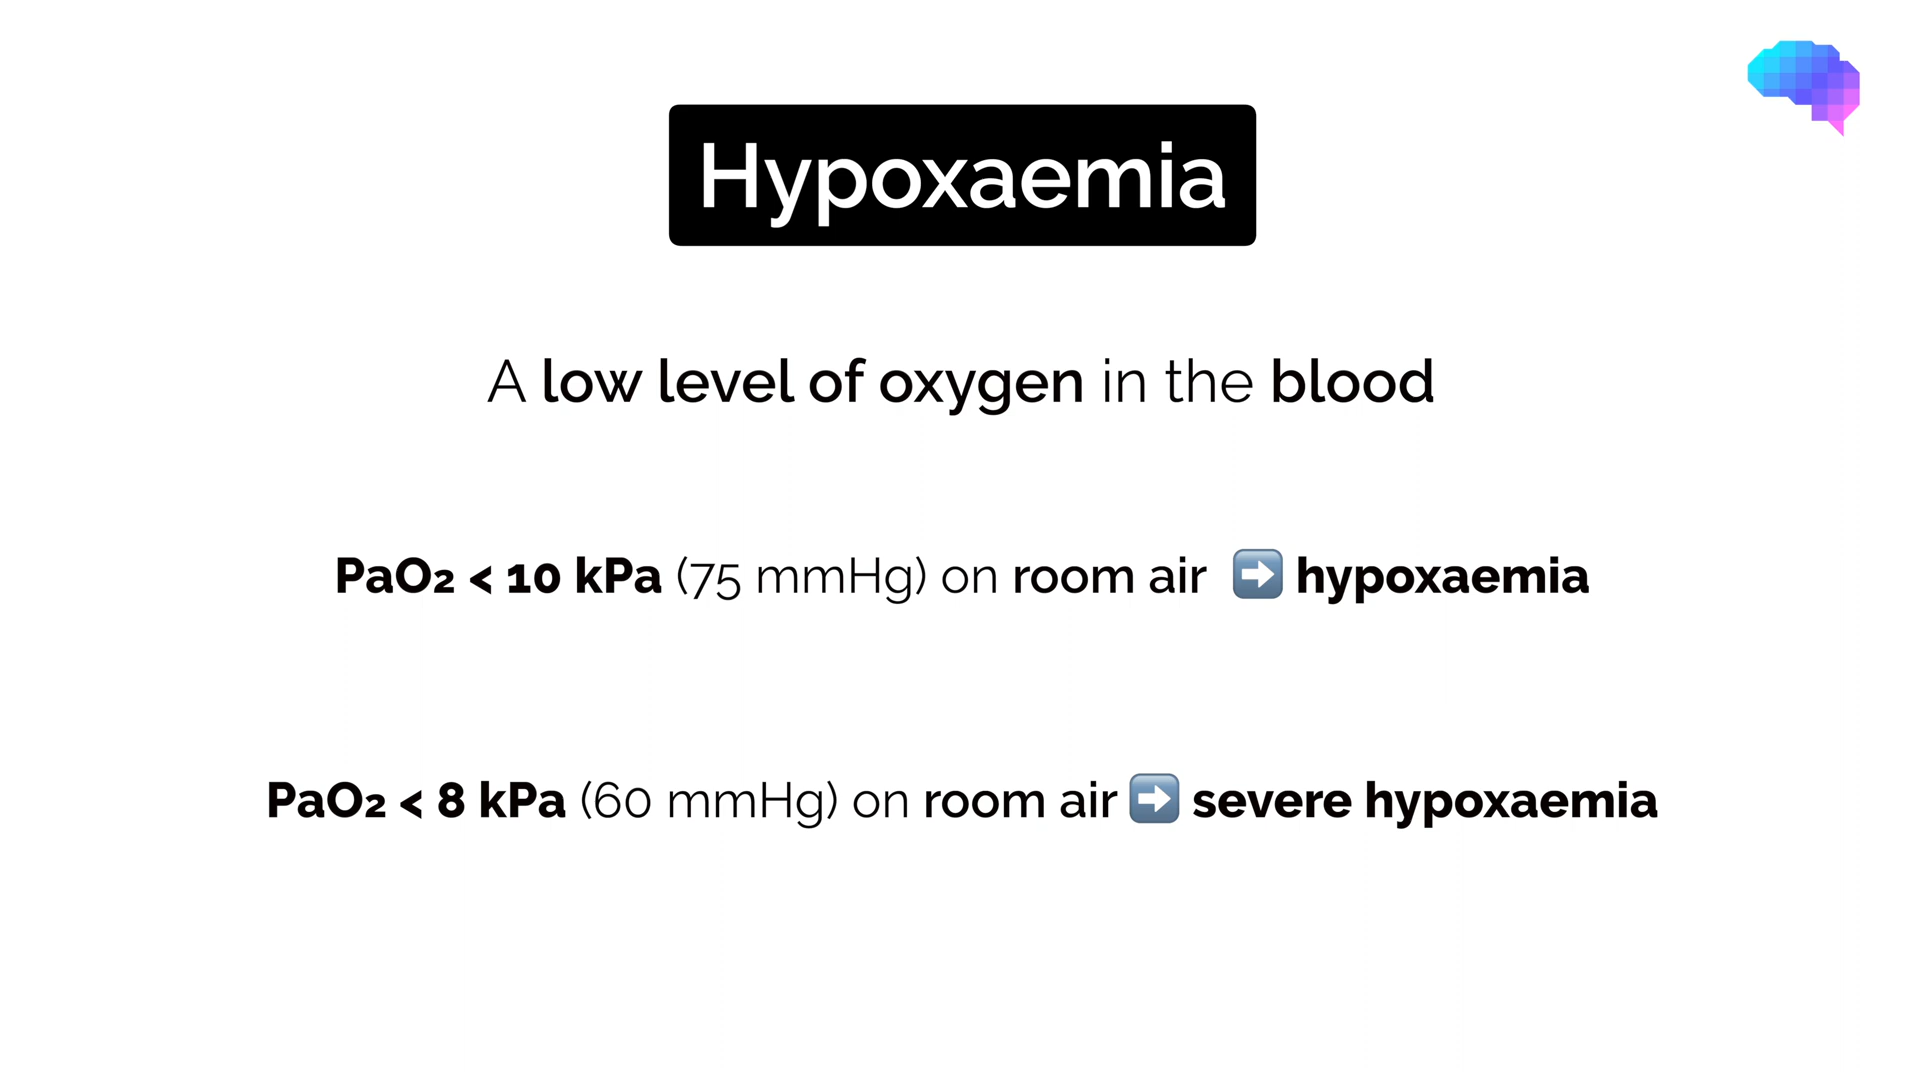 Hypoxaemia
A low level of oxygen in the blood
PaO2 < 10 kPa (75 mmHg) on room air ➡️ hypoxaemia
PaO2 < 8 kPa (60 mmHg) on room air ➡️ severe hypoxaemia